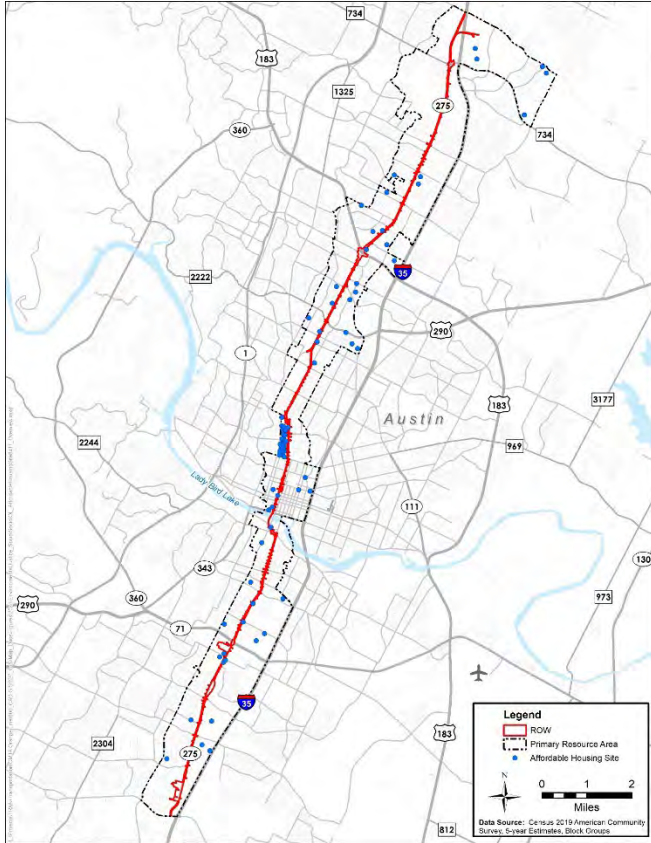 734
183
1325
275
734
360
2222
35
290
1
183
3177
Austin
2244
969
Lady Bird Lake
111
343
130
360
290
973
71
35
183
2304
275
812
Legend
ROW
Primary Resource Area
Affordable Housing Site
N
0 1 2
Miles
Data Source: Census 2019 American Community
Survey, 5-year Estimates, Block Groups